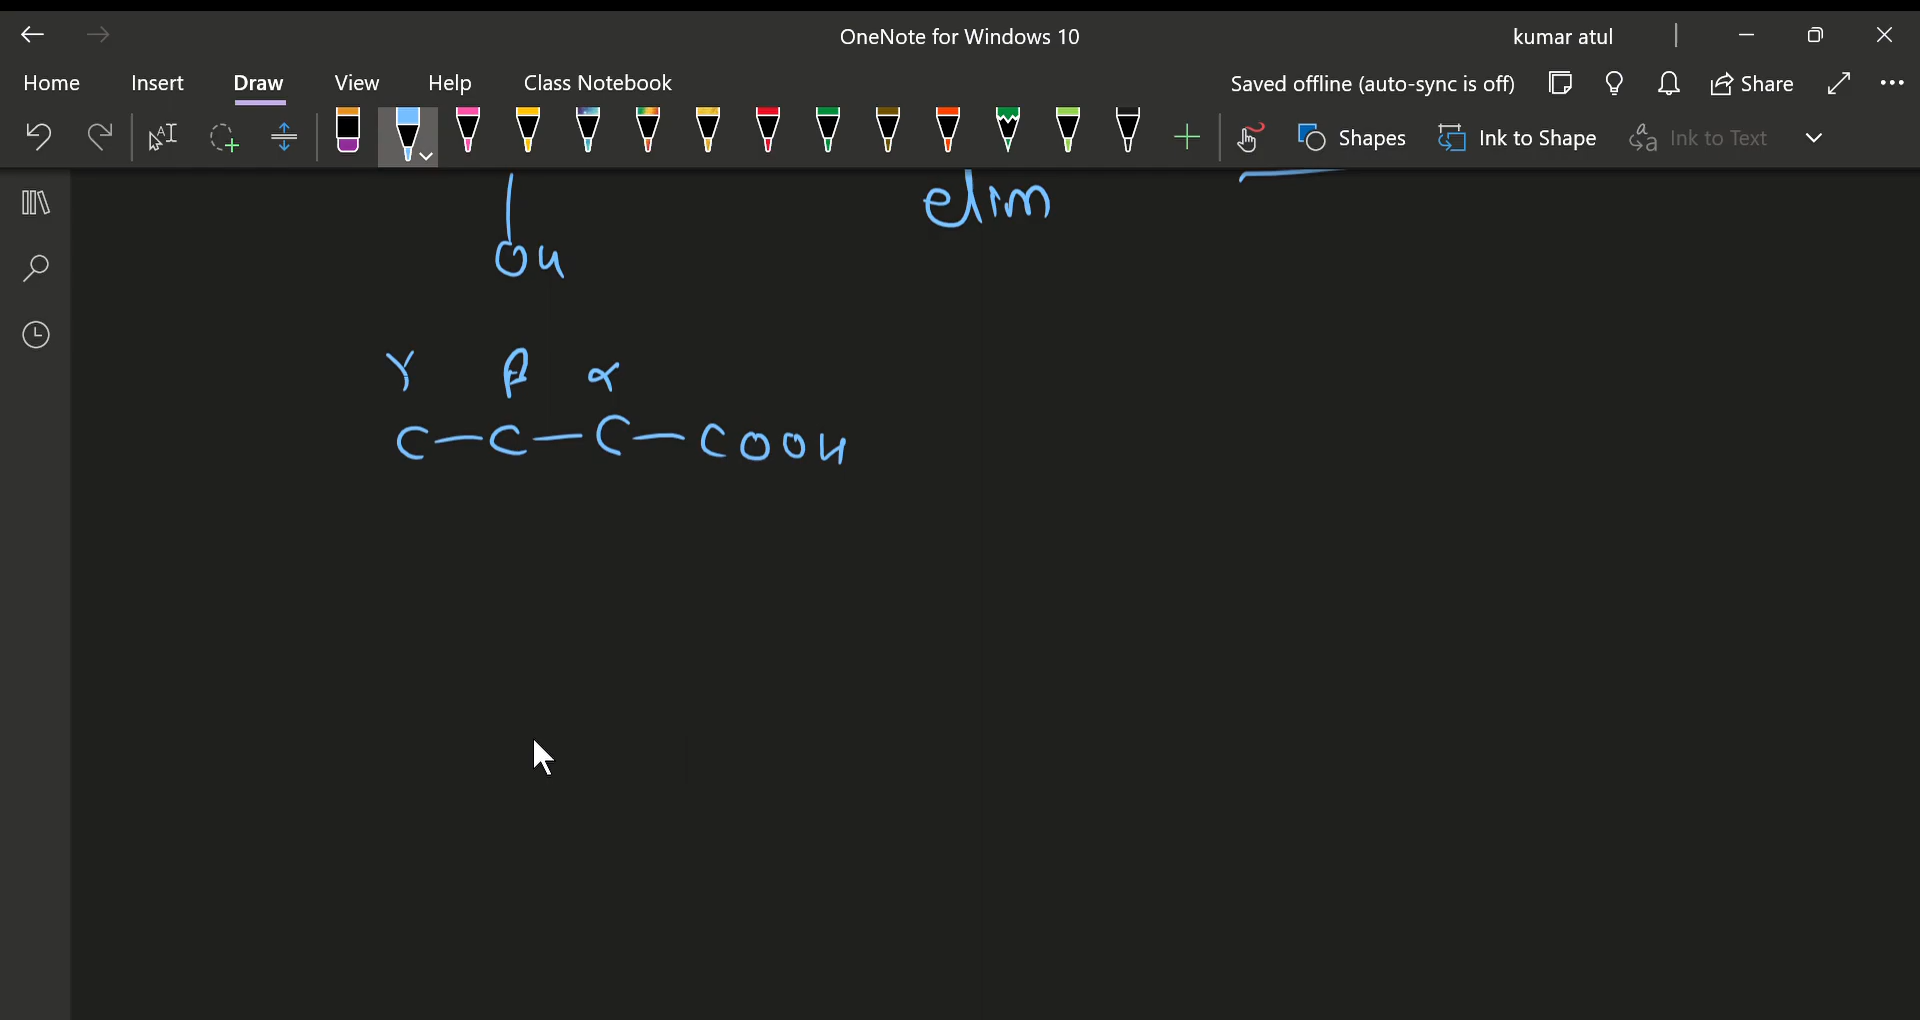 OneNote for Windows 10
kumar atul
Home Insert Draw View Help Class Notebook
Saved offline (auto-sync is off) Share
Shapes Ink to Shape Ink to Text
elim
OH
γ β α
C—C—C—COOH